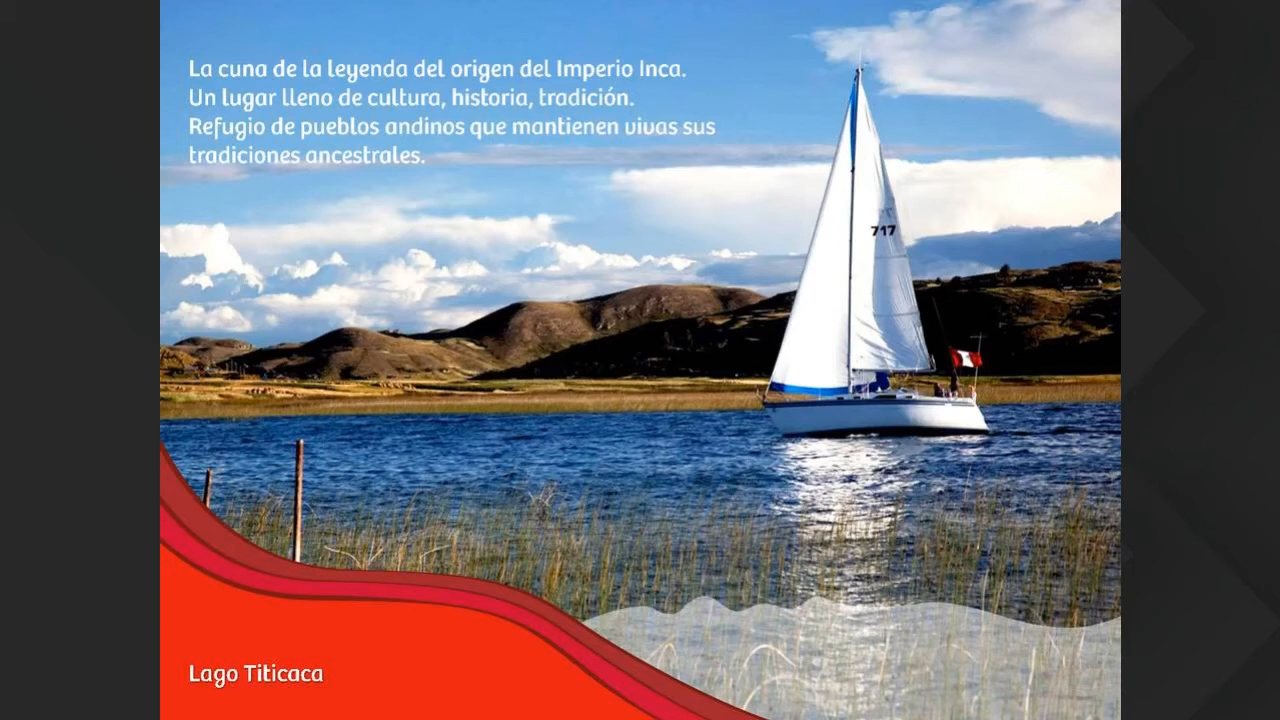 La cuna de la leyenda del origen del Imperio Inca.
Un lugar lleno de cultura, historia, tradición.
Refugio de pueblos andinos que mantienen vivas sus
tradiciones ancestrales.
717
Lago Titicaca